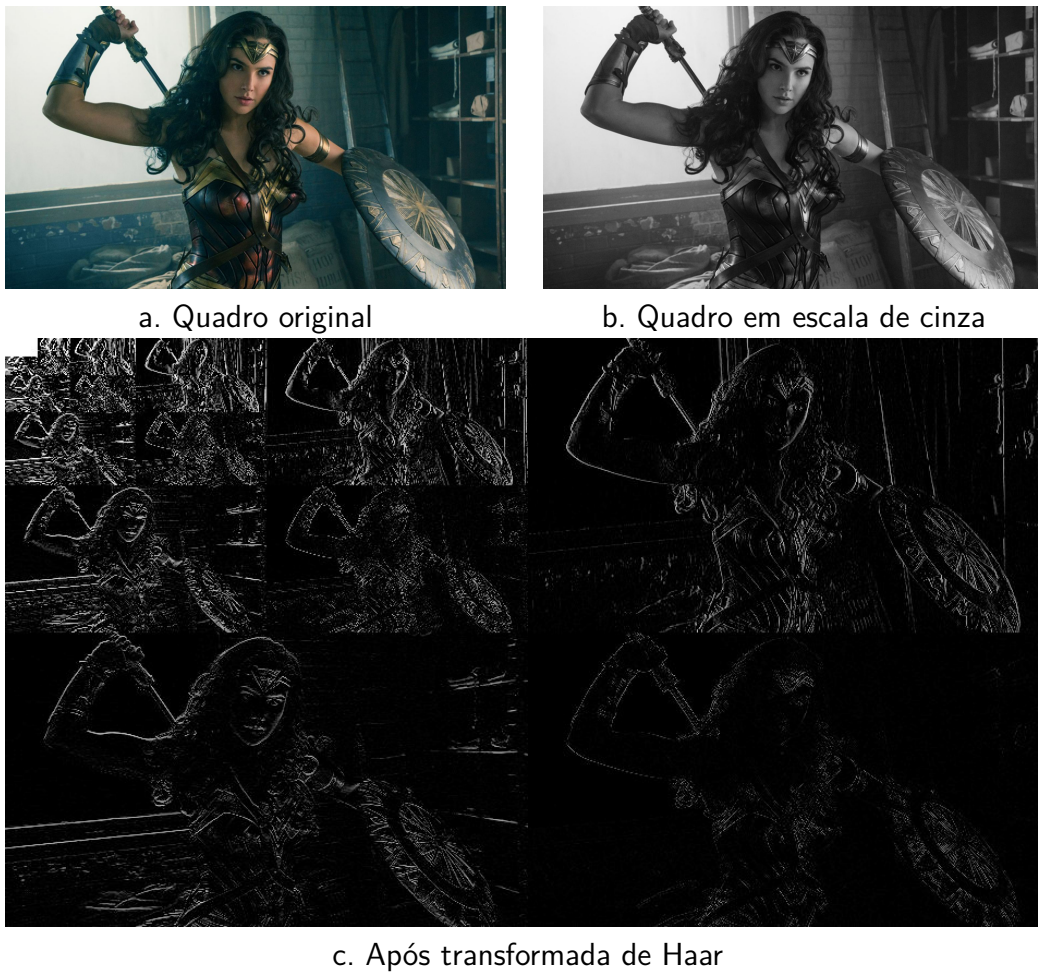 a. Quadro original
b. Quadro em escala de cinza
c. Após transformada de Haar